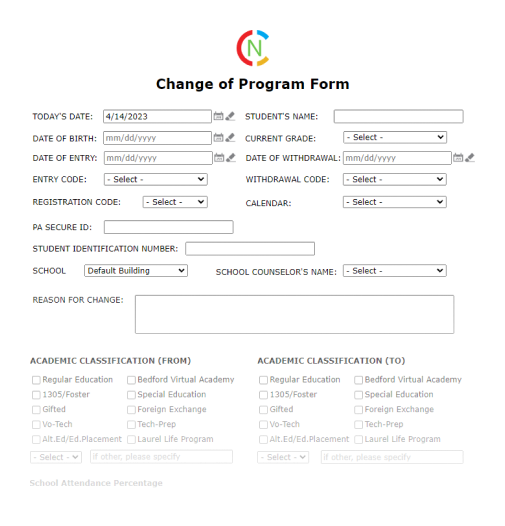 N
Change of Program Form
TODAY'S DATE: 4/14/2023 STUDENT'S NAME:
DATE OF BIRTH: mm/dd/yyyy CURRENT GRADE: - Select -
DATE OF ENTRY: mm/dd/yyyy DATE OF WITHDRAWAL: mm/dd/yyyy
ENTRY CODE: - Select - WITHDRAWAL CODE: - Select -
REGISTRATION CODE: - Select - CALENDAR: - Select -
PA SECURE ID:
STUDENT IDENTIFICATION NUMBER:
SCHOOL Default Building SCHOOL COUNSELOR'S NAME: - Select -
REASON FOR CHANGE:
ACADEMIC CLASSIFICATION (FROM) ACADEMIC CLASSIFICATION (TO)
Regular Education Bedford Virtual Academy Regular Education Bedford Virtual Academy
1305/Foster Special Education 1305/Foster Special Education
Gifted Foreign Exchange Gifted Foreign Exchange
Vo-Tech Tech-Prep Vo-Tech Tech-Prep
Alt.Ed/Ed.Placement Laurel Life Program Alt.Ed/Ed.Placement Laurel Life Program
- Select - if other, please specify - Select - if other, please specify
School Attendance Percentage